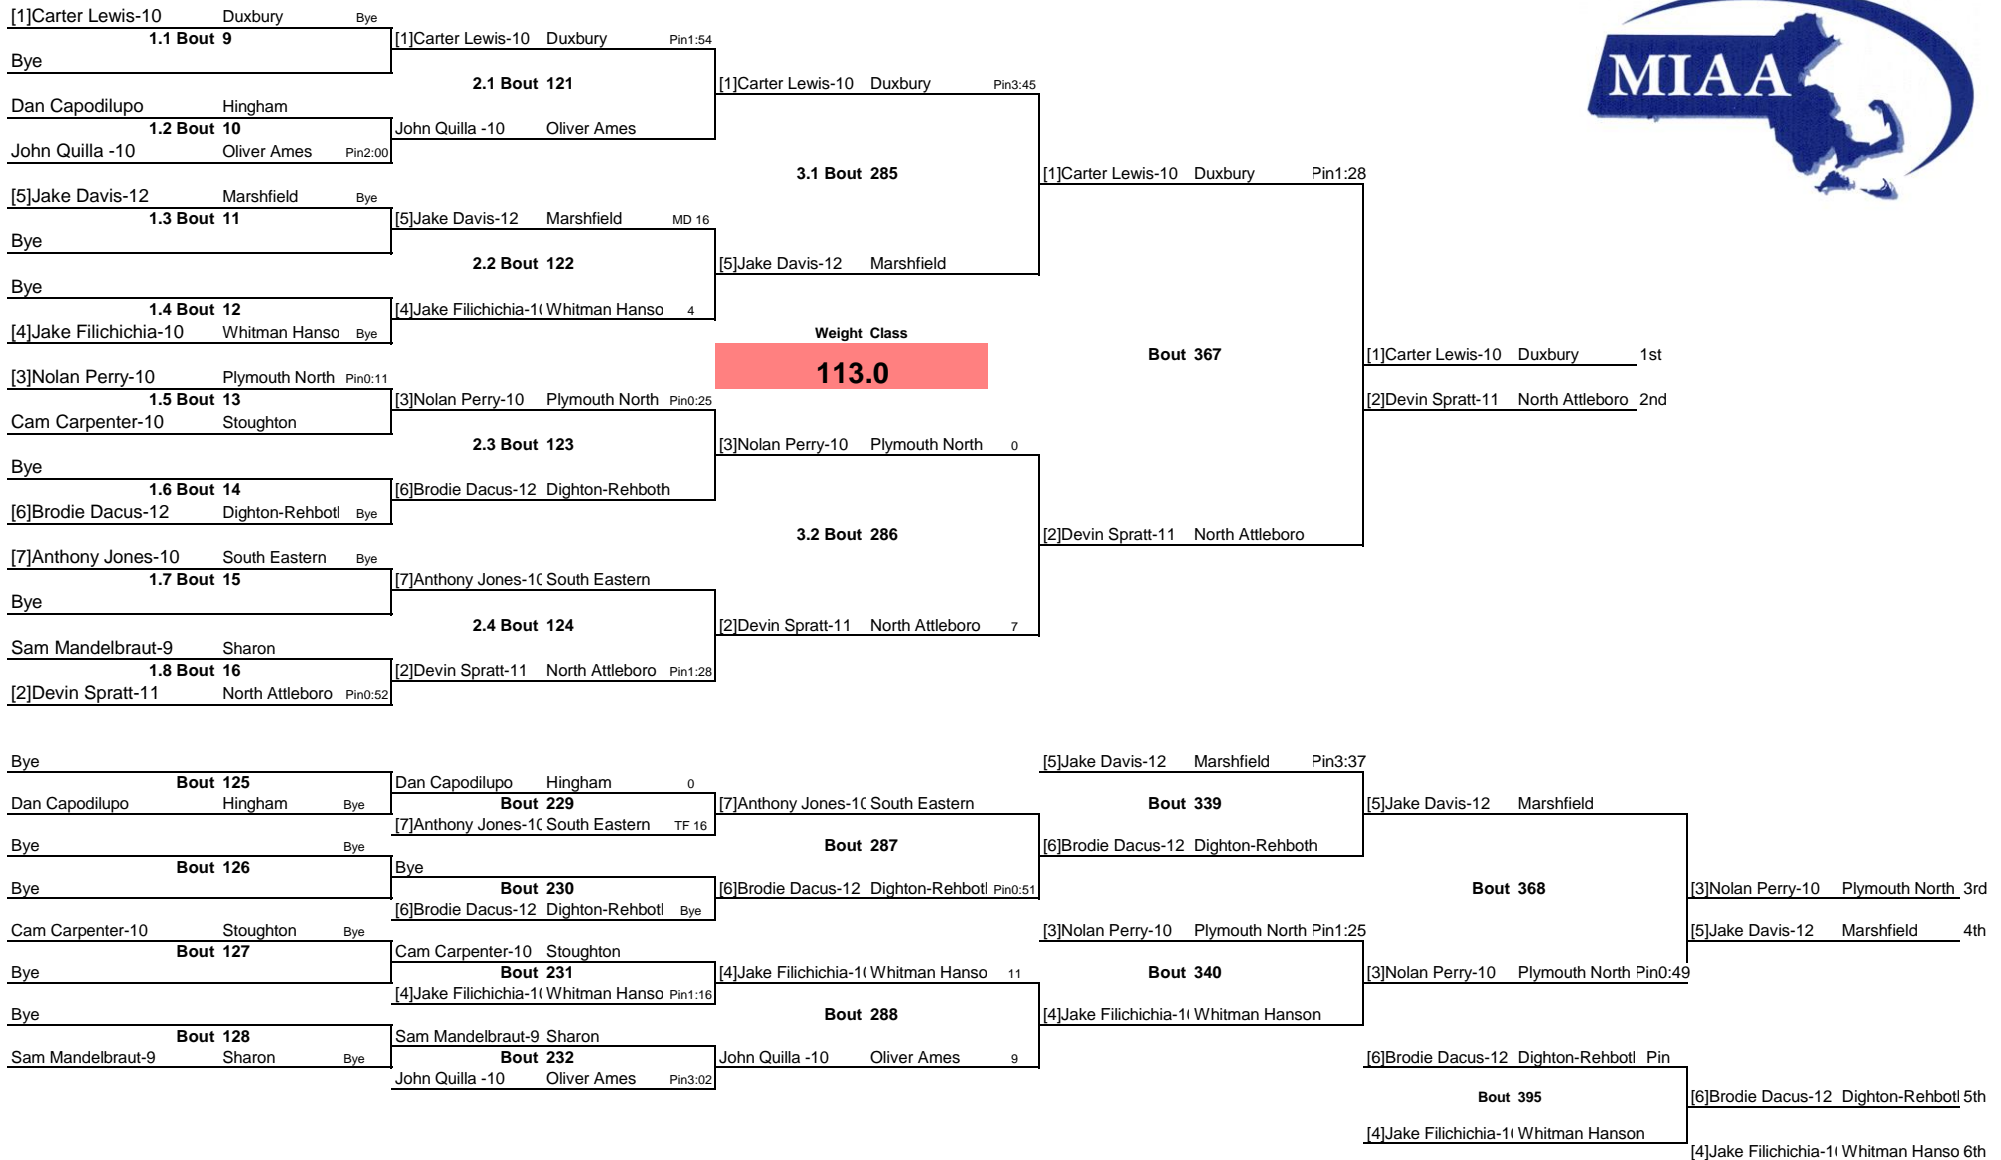 [1]Carter Lewis-10 Duxbury Bye
1.1 Bout 9
Bye
Dan Capodilupo Hingham
1.2 Bout 10
John Quilla -10 Oliver Ames Pin2:00
[5]Jake Davis-12 Marshfield Bye
1.3 Bout 11
Bye
Bye
1.4 Bout 12
[4]Jake Filichichia-10 Whitman Hanso Bye
[3]Nolan Perry-10 Plymouth North Pin0:11
1.5 Bout 13
Cam Carpenter-10 Stoughton
Bye
1.6 Bout 14
[6]Brodie Dacus-12 Dighton-Rehbotl Bye
[7]Anthony Jones-10 South Eastern Bye
1.7 Bout 15
Bye
Sam Mandelbraut-9 Sharon
1.8 Bout 16
[2]Devin Spratt-11 North Attleboro Pin0:52
[1]Carter Lewis-10 Duxbury Pin1:54
2.1 Bout 121
John Quilla -10 Oliver Ames
[5]Jake Davis-12 Marshfield MD 16
2.2 Bout 122
[4]Jake Filichichia-1( Whitman Hanso 4
[3]Nolan Perry-10 Plymouth North Pin0:25
2.3 Bout 123
[6]Brodie Dacus-12 Dighton-Rehboth
[7]Anthony Jones-1( South Eastern
2.4 Bout 124
[2]Devin Spratt-11 North Attleboro Pin1:28
[1]Carter Lewis-10 Duxbury Pin3:45
3.1 Bout 285
[5]Jake Davis-12 Marshfield
Weight Class
113.0
[3]Nolan Perry-10 Plymouth North 0
3.2 Bout 286
[2]Devin Spratt-11 North Attleboro 7
[1]Carter Lewis-10 Duxbury Pin1:28
Bout 367
[2]Devin Spratt-11 North Attleboro
[1]Carter Lewis-10 Duxbury 1st
[2]Devin Spratt-11 North Attleboro 2nd
MIAA
Bye
Bout 125
Dan Capodilupo Hingham Bye
Bye Bye
Bout 126
Bye
Cam Carpenter-10 Stoughton Bye
Bout 127
Bye
Bye
Bout 128
Sam Mandelbraut-9 Sharon Bye
Dan Capodilupo Hingham 0
Bout 229
[7]Anthony Jones-1( South Eastern TF 16
Bye
Bout 230
[6]Brodie Dacus-12 Dighton-Rehbotl Bye
Cam Carpenter-10 Stoughton
Bout 231
[4]Jake Filichichia-1( Whitman Hanso Pin1:16
Sam Mandelbraut-9 Sharon
Bout 232
John Quilla -10 Oliver Ames Pin3:02
[7]Anthony Jones-1( South Eastern
Bout 287
[6]Brodie Dacus-12 Dighton-Rehbotl Pin0:51
[4]Jake Filichichia-1( Whitman Hanso 11
Bout 288
John Quilla -10 Oliver Ames 9
[5]Jake Davis-12 Marshfield Pin3:37
Bout 339
[6]Brodie Dacus-12 Dighton-Rehboth
[3]Nolan Perry-10 Plymouth North Pin1:25
Bout 340
[4]Jake Filichichia-1( Whitman Hanson
[5]Jake Davis-12 Marshfield
Bout 368
[3]Nolan Perry-10 Plymouth North Pin0:49
[3]Nolan Perry-10 Plymouth North 3rd
[5]Jake Davis-12 Marshfield 4th
[6]Brodie Dacus-12 Dighton-Rehbotl Pin
Bout 395
[4]Jake Filichichia-1( Whitman Hanson
[6]Brodie Dacus-12 Dighton-Rehbotl 5th
[4]Jake Filichichia-1( Whitman Hanso 6th